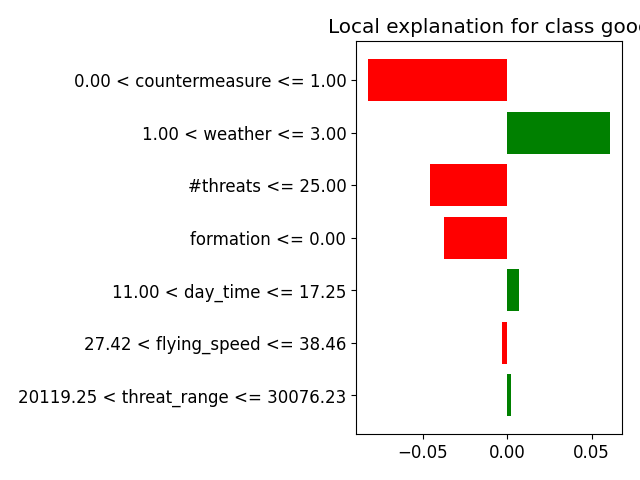 Local explanation for class goo
0.00 < countermeasure <= 1.00
1.00 < weather <= 3.00
#threats <= 25.00
formation <= 0.00
11.00 < day_time <= 17.25
27.42 < flying_speed <= 38.46
20119.25 < threat_range <= 30076.23
−0.05 0.00 0.05